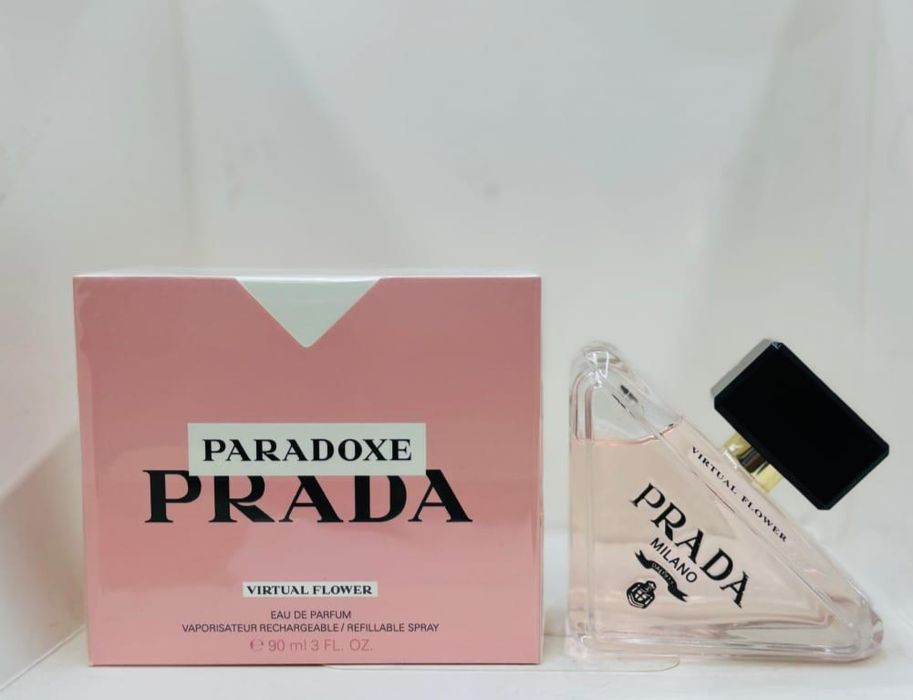 PARADOXE
PRADA
VIRTUAL FLOWER
EAU DE PARFUM
VAPORISATEUR RECHARGEABLE / REFILLABLE SPRAY
℮ 90 ml 3 FL. OZ.
VIRTUAL FLOWER
PRADA
MILANO